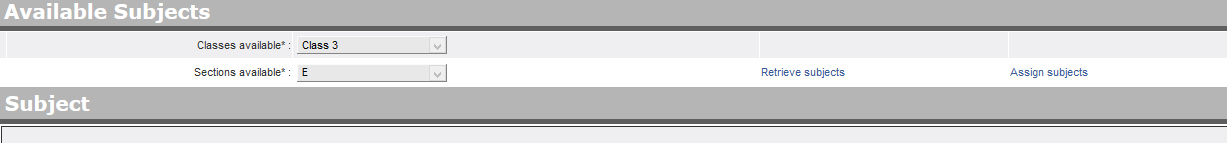 Available Subjects
Classes available* : Class 3
Sections available* : E Retrieve subjects Assign subjects
Subject